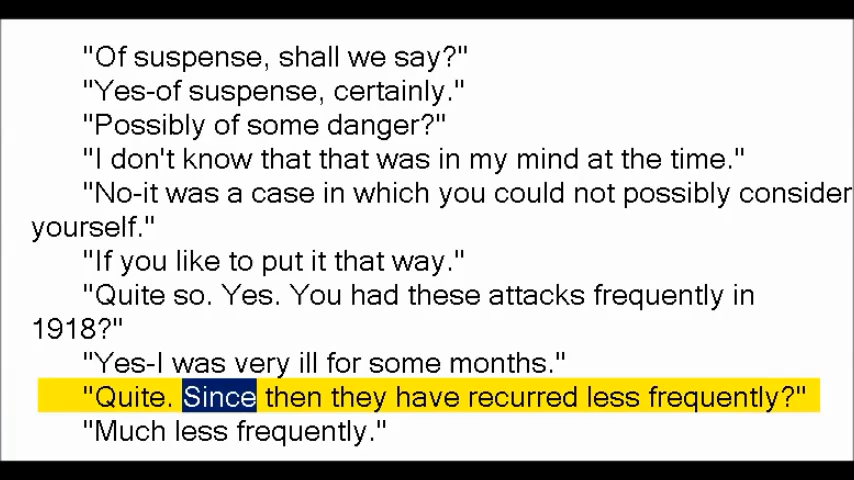 "Of suspense, shall we say?"
"Yes-of suspense, certainly."
"Possibly of some danger?"
"I don't know that that was in my mind at the time."
"No-it was a case in which you could not possibly consider
yourself."
"If you like to put it that way."
"Quite so. Yes. You had these attacks frequently in
1918?"
"Yes-I was very ill for some months."
"Quite. Since then they have recurred less frequently?"
"Much less frequently."